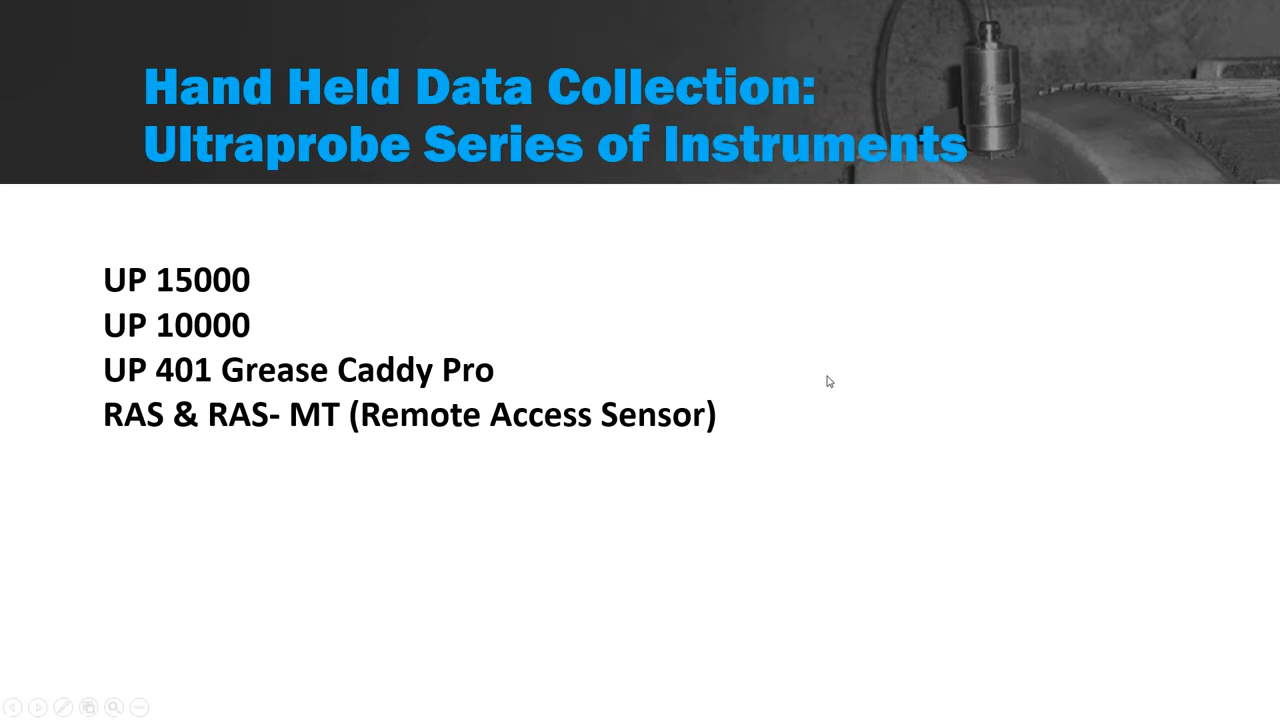 Hand Held Data Collection:
Ultraprobe Series of Instruments
UP 15000
UP 10000
UP 401 Grease Caddy Pro
RAS & RAS- MT (Remote Access Sensor)